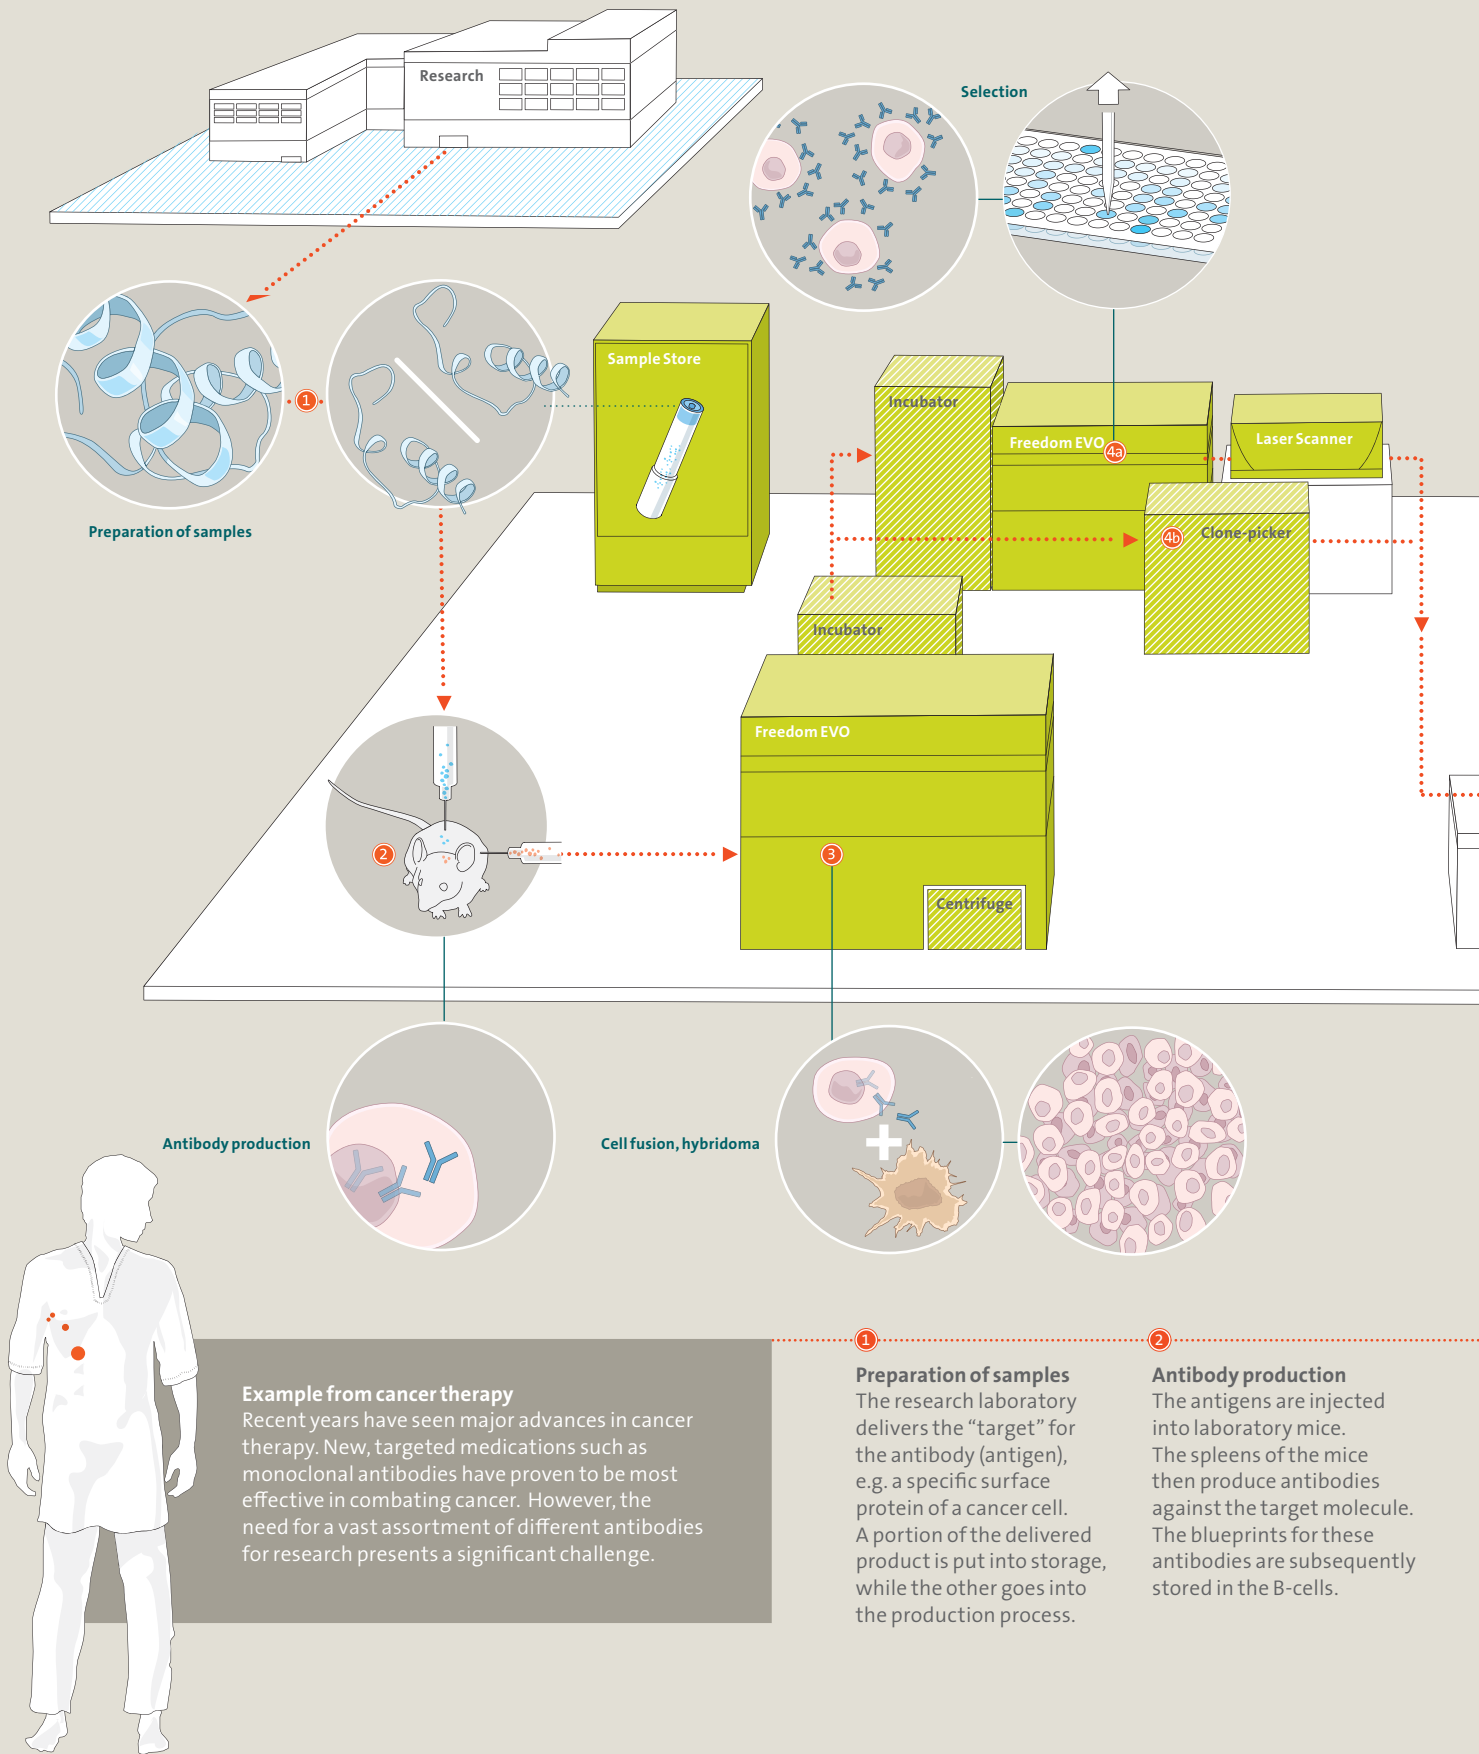 Research
Selection
Sample Store
Incubator
Freedom EVO
4a
Laser Scanner
1
4b
Clone-picker
Preparation of samples
Incubator
Freedom EVO
2
3
Centrifuge
Antibody production
Cell fusion, hybridoma
Example from cancer therapy
Recent years have seen major advances in cancer
therapy. New, targeted medications such as
monoclonal antibodies have proven to be most
effective in combating cancer. However, the
need for a vast assortment of different antibodies
for research presents a significant challenge.
1
Preparation of samples
The research laboratory
delivers the “target” for
the antibody (antigen),
e.g. a specific surface
protein of a cancer cell.
A portion of the delivered
product is put into storage,
while the other goes into
the production process.
2
Antibody production
The antigens are injected
into laboratory mice.
The spleens of the mice
then produce antibodies
against the target molecule.
The blueprints for these
antibodies are subsequently
stored in the B-cells.